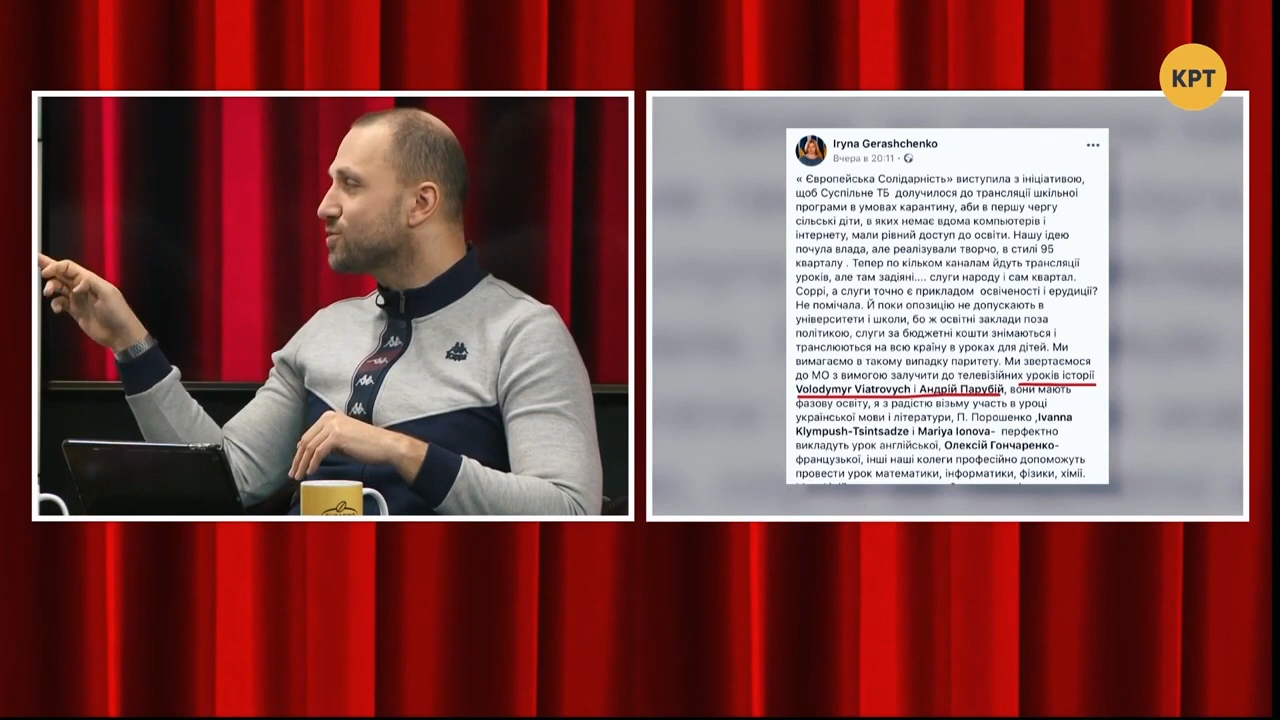 КРТ
Iryna Gerashchenko
Вчера в 20:11 ·
« Європейська Солідарність» виступила з ініціативою,
щоб Суспільне ТБ долучилося до трансляції шкільної
програми в умовах карантину, аби в першу чергу
сільські діти, в яких немає вдома компьютерів і
інтернету, мали рівний доступ до освіти. Нашу ідею
почула влада, але реалізували творчо, в стилі 95
кварталу . Тепер по кільком каналам йдуть трансляції
уроків, але там задіяні.... слуги народу і сам квартал.
Соррі, а слуги точно є прикладом освіченості і ерудиції?
Не помічала. Й поки опозицію не допускають в
університети і школи, бо ж освітні заклади поза
політикою, слуги за бюджетні кошти знімаються і
транслюються на всю країну в уроках для дітей. Ми
вимагаємо в такому випадку паритету. Ми звертаємося
до МО з вимогою залучити до телевізійних уроків історії
Volodymyr Viatrovych і Андрій Парубій, вони мають
фазову освіту, я з радістю візьму участь в уроці
української мови і літератури, П. Порошенко ,Ivanna
Klympush-Tsintsadze і Mariya Ionova- перфектно
викладуть урок англійської, Олексій Гончаренко-
французької, інші наші колеги професійно допоможуть
провести урок математики, інформатики, фізики, хімії.
Kappa